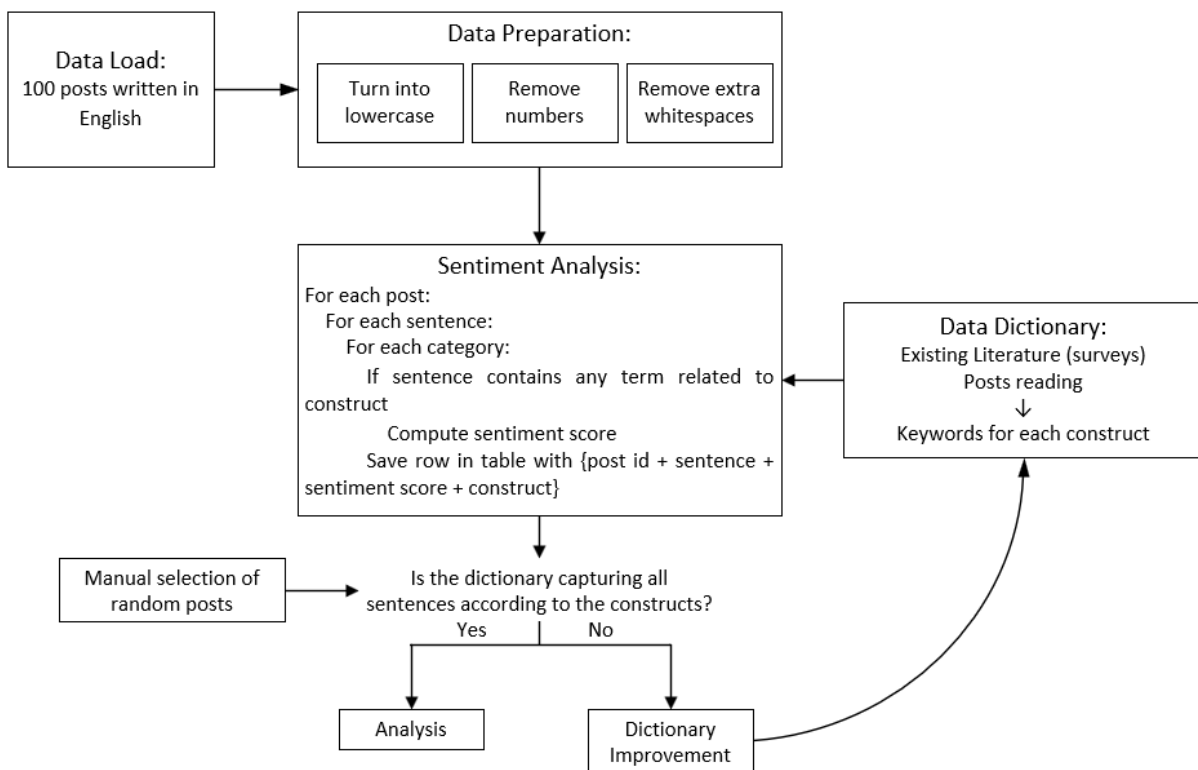 Data Load:
100 posts written in
English
Data Preparation:
Turn into
lowercase
Remove
numbers
Remove extra
whitespaces
Sentiment Analysis:
For each post:
For each sentence:
For each category:
If sentence contains any term related to
construct
Compute sentiment score
Save row in table with {post id + sentence +
sentiment score + construct}
Data Dictionary:
Existing Literature (surveys)
Posts reading
↓
Keywords for each construct
Manual selection of
random posts
Is the dictionary capturing all
sentences according to the constructs?
Yes
No
Analysis
Dictionary
Improvement